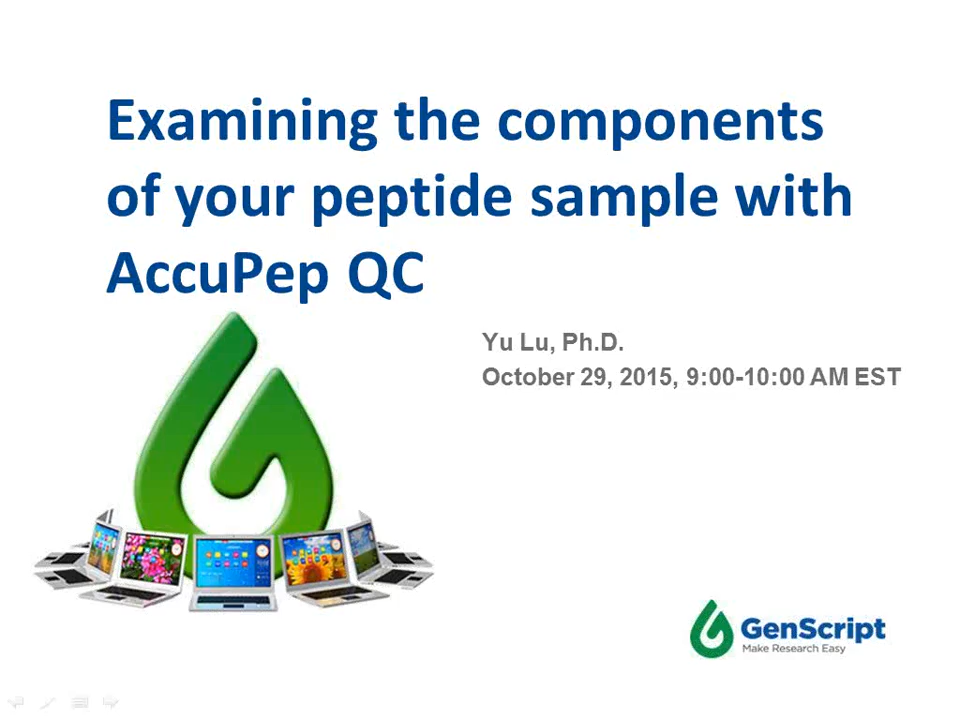 Examining the components
of your peptide sample with
AccuPep QC
Yu Lu, Ph.D.
October 29, 2015, 9:00-10:00 AM EST
GenScript
Make Research Easy